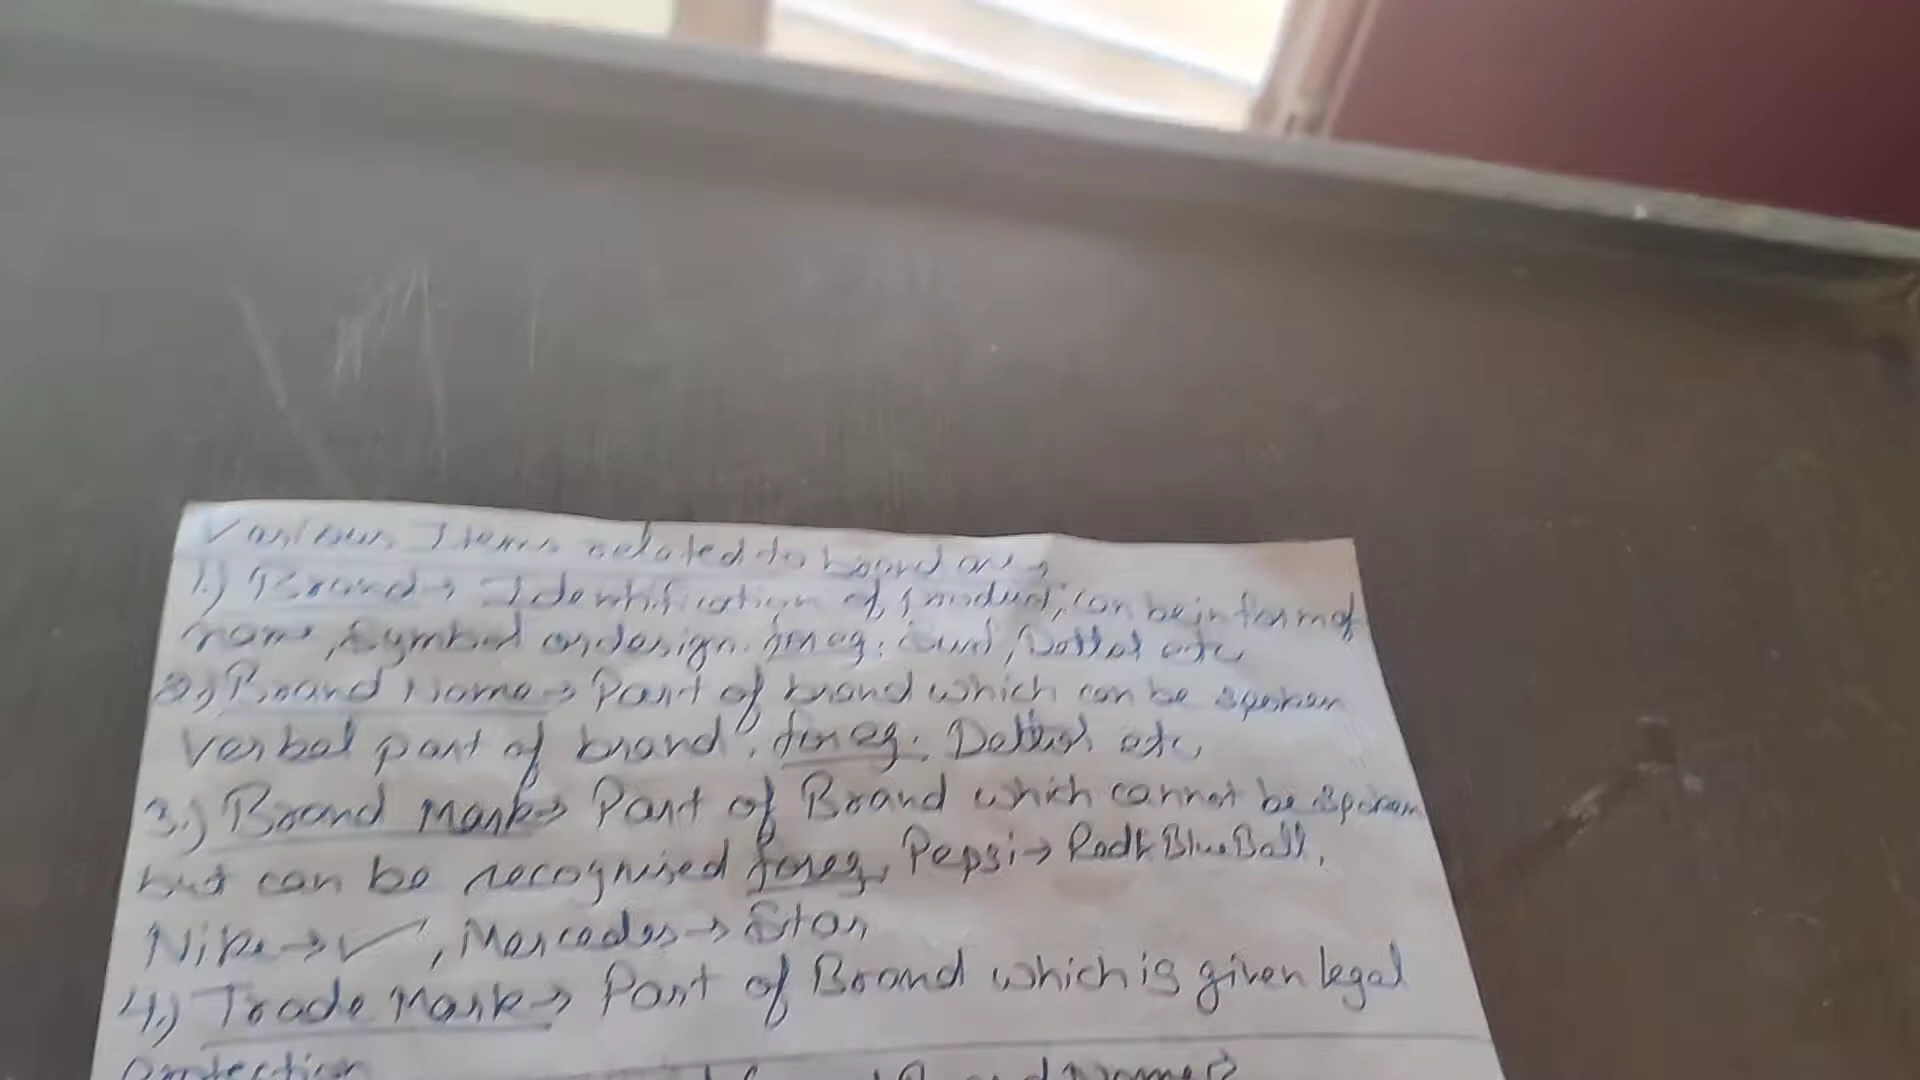 Various Items related to brand are →
1.) Brand → Identification of product, can be in form of
name, symbol or design. for eg: Dettol etc
2.) Brand Name → Part of brand which can be spoken
Verbal part of brand. for eg. Dettol etc.
3.) Brand Mark → Part of Brand which cannot be spoken
but can be recognised for eg, Pepsi → Red & Blue Ball,
Nike → ✓, Mercedes → Star
4.) Trade Mark → Part of Brand which is given legal
protection